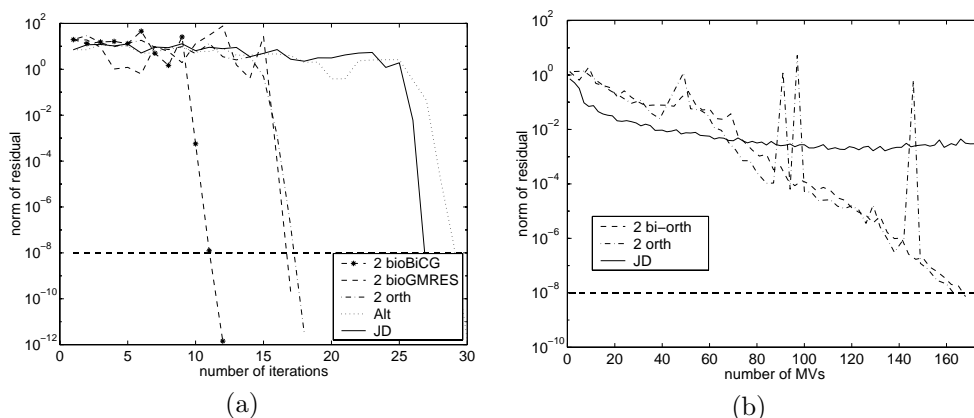 10^2
10^0
10^-2
10^-4
10^-6
10^-8
10^-10
10^-12
norm of residual
0
5
10
15
20
25
30
number of iterations
2 bioBiCG
2 bioGMRES
2 orth
Alt
JD
(a)
10^2
10^0
10^-2
10^-4
10^-6
10^-8
10^-10
norm of residual
0
20
40
60
80
100
120
140
160
number of MVs
2 bi-orth
2 orth
JD
(b)